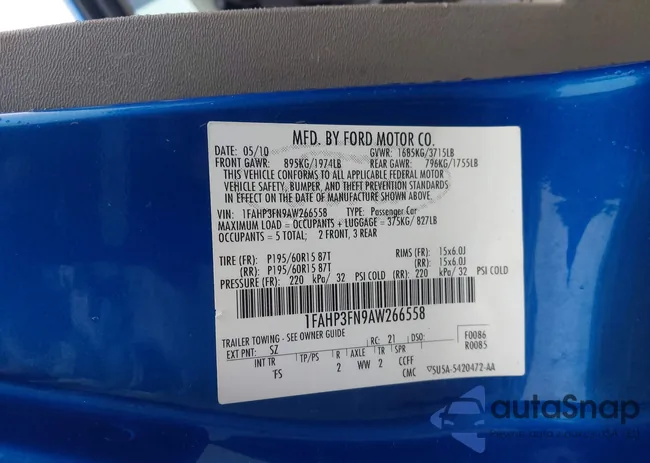 MFD. BY FORD MOTOR CO.
DATE: 05/10 GVWR: 1685KG/3715LB
FRONT GAWR: 895KG/1974LB REAR GAWR: 796KG/1755LB
THIS VEHICLE CONFORMS TO ALL APPLICABLE FEDERAL MOTOR
VEHICLE SAFETY, BUMPER, AND THEFT PREVENTION STANDARDS
IN EFFECT ON THE DATE OF MANUFACTURE SHOWN ABOVE.
VIN: 1FAHP3FN9AW266558 TYPE: Passenger Car
MAXIMUM LOAD = OCCUPANTS + LUGGAGE = 375KG/ 827LB
OCCUPANTS = 5 TOTAL; 2 FRONT, 3 REAR
TIRE (FR): P195/60R15 87T RIMS (FR): 15x6.0J
(RR): P195/60R15 87T (RR): 15x6.0J
PRESSURE (FR): 220 kPa/ 32 PSI COLD (RR): 220 kPa/ 32 PSI COLD
1FAHP3FN9AW266558
TRAILER TOWING - SEE OWNER GUIDE
EXT PNT: SZ RC: 21 DSO: F0086
R0085
INT TR TP/PS R AXLE TR SPR
FS 2 WW 2 CCFF
CMC 5U5A-5420472-AA
autoSnap